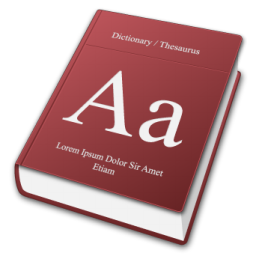 Dictionary / Thesaurus
Aa
Lorem Ipsum Dolor Sir Amet
Etiam